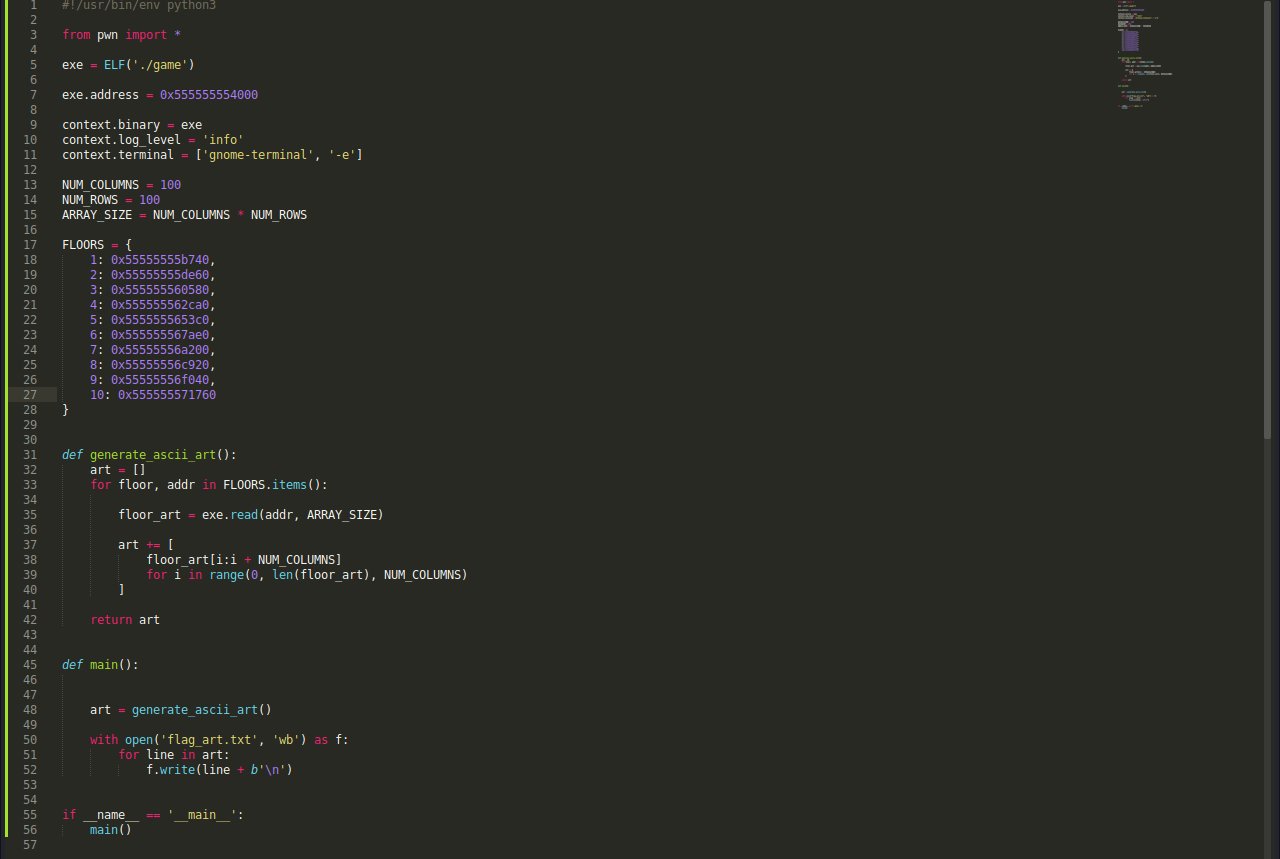 1 #!/usr/bin/env python3
2
3 from pwn import *
4
5 exe = ELF('./game')
6
7 exe.address = 0x555555554000
8
9 context.binary = exe
10 context.log_level = 'info'
11 context.terminal = ['gnome-terminal', '-e']
12
13 NUM_COLUMNS = 100
14 NUM_ROWS = 100
15 ARRAY_SIZE = NUM_COLUMNS * NUM_ROWS
16
17 FLOORS = {
18     1: 0x55555555b740,
19     2: 0x55555555de60,
20     3: 0x555555560580,
21     4: 0x555555562ca0,
22     5: 0x5555555653c0,
23     6: 0x555555567ae0,
24     7: 0x55555556a200,
25     8: 0x55555556c920,
26     9: 0x55555556f040,
27     10: 0x555555571760
28 }
29
30
31 def generate_ascii_art():
32     art = []
33     for floor, addr in FLOORS.items():
34
35         floor_art = exe.read(addr, ARRAY_SIZE)
36
37         art += [
38             floor_art[i:i + NUM_COLUMNS]
39             for i in range(0, len(floor_art), NUM_COLUMNS)
40         ]
41
42     return art
43
44
45 def main():
46
47
48     art = generate_ascii_art()
49
50     with open('flag_art.txt', 'wb') as f:
51         for line in art:
52             f.write(line + b'\n')
53
54
55 if __name__ == '__main__':
56     main()
57